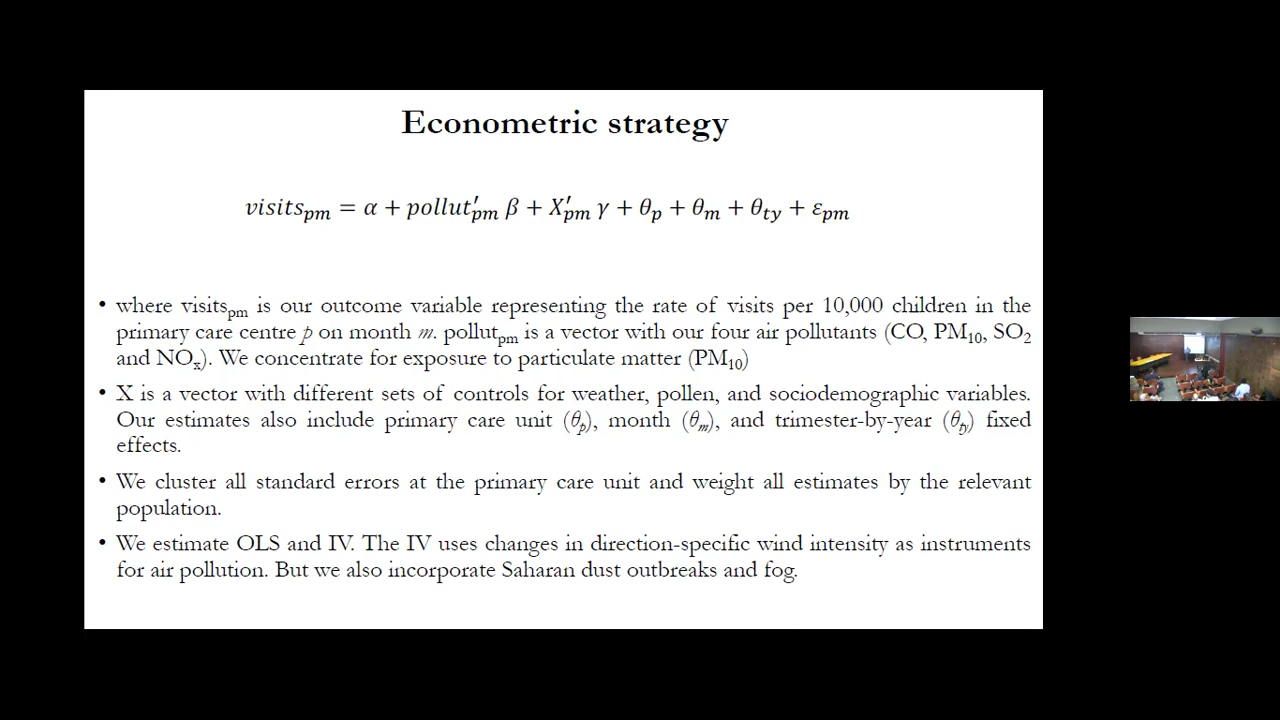 Econometric strategy
visits_pm = α + pollut′_pm β + X′_pm γ + θ_p + θ_m + θ_ty + ε_pm
• where visits_pm is our outcome variable representing the rate of visits per 10,000 children in the
primary care centre p on month m. pollut_pm is a vector with our four air pollutants (CO, PM₁₀, SO₂
and NOₓ). We concentrate for exposure to particulate matter (PM₁₀)
• X is a vector with different sets of controls for weather, pollen, and sociodemographic variables.
Our estimates also include primary care unit (θ_p), month (θ_m), and trimester-by-year (θ_ty) fixed
effects.
• We cluster all standard errors at the primary care unit and weight all estimates by the relevant
population.
• We estimate OLS and IV. The IV uses changes in direction-specific wind intensity as instruments
for air pollution. But we also incorporate Saharan dust outbreaks and fog.